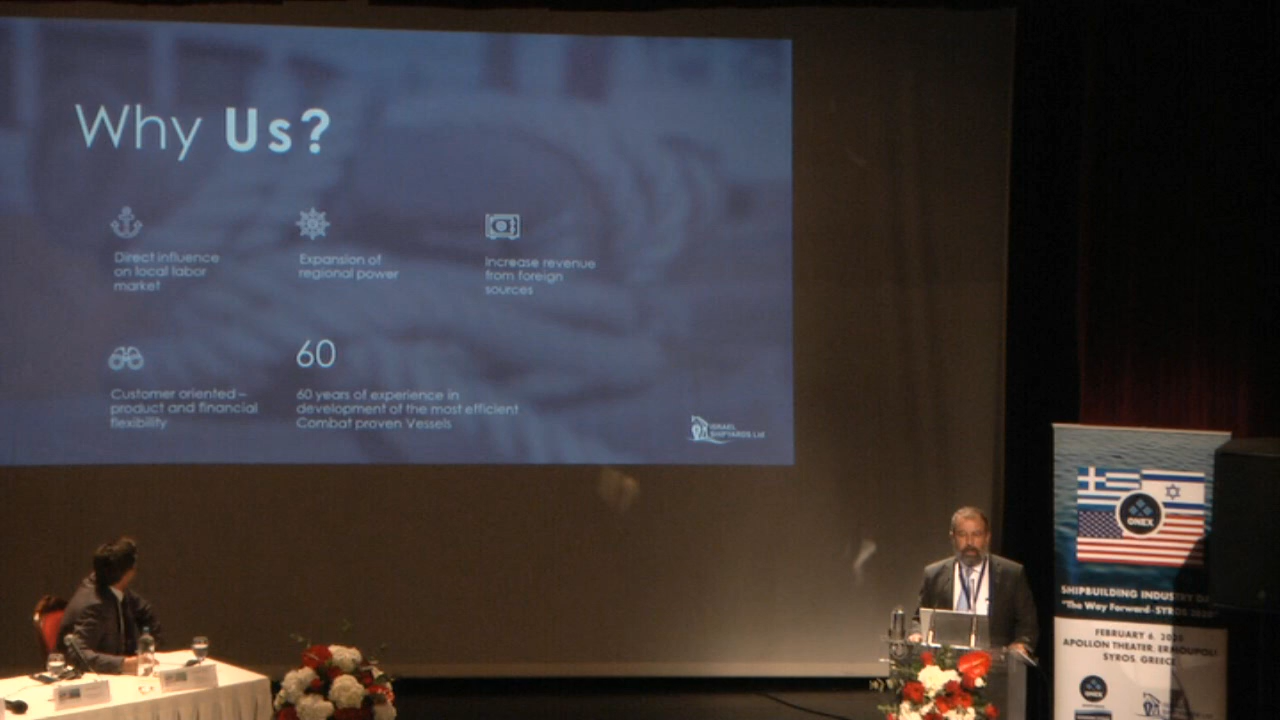 Why Us?
Direct influence
on local labor
market
Expansion of
regional power
Increase revenue
from foreign
sources
Customer oriented –
product and financial
flexibility
60
60 years of experience in
development of the most efficient
Combat proven Vessels
ISRAEL
SHIPYARDS Ltd
ONEX
SHIPBUILDING INDUSTRY
"The Way Forward-SYROS
FEBRUARY 6,
APOLLON THEATER, ERMOUPOLI
SYROS, GREECE
ONEX